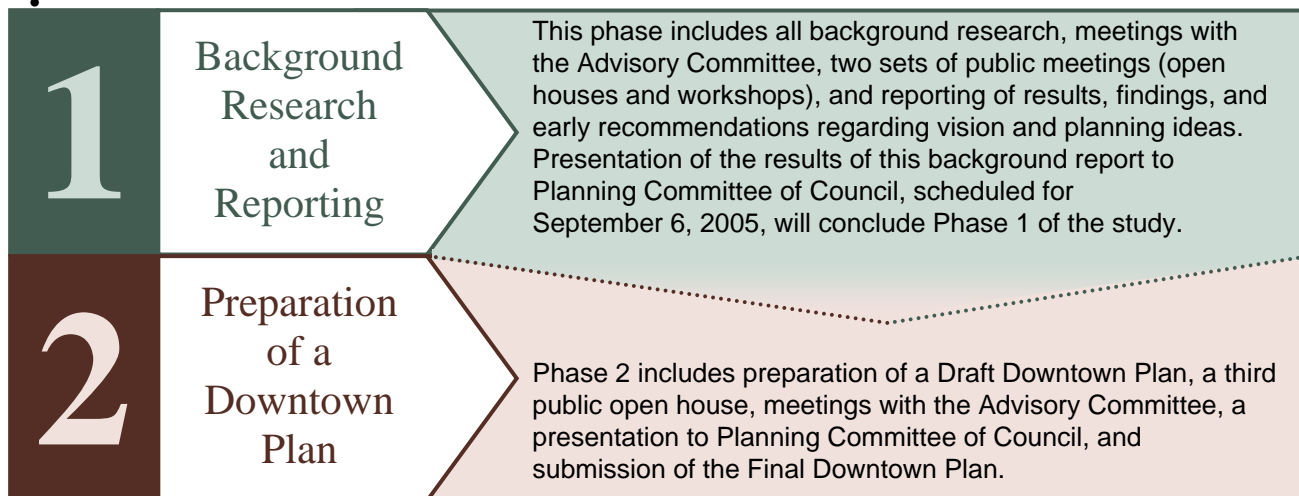 1
Background
Research
and
Reporting
This phase includes all background research, meetings with
the Advisory Committee, two sets of public meetings (open
houses and workshops), and reporting of results, findings, and
early recommendations regarding vision and planning ideas.
Presentation of the results of this background report to
Planning Committee of Council, scheduled for
September 6, 2005, will conclude Phase 1 of the study.
2
Preparation
of a
Downtown
Plan
Phase 2 includes preparation of a Draft Downtown Plan, a third
public open house, meetings with the Advisory Committee, a
presentation to Planning Committee of Council, and
submission of the Final Downtown Plan.